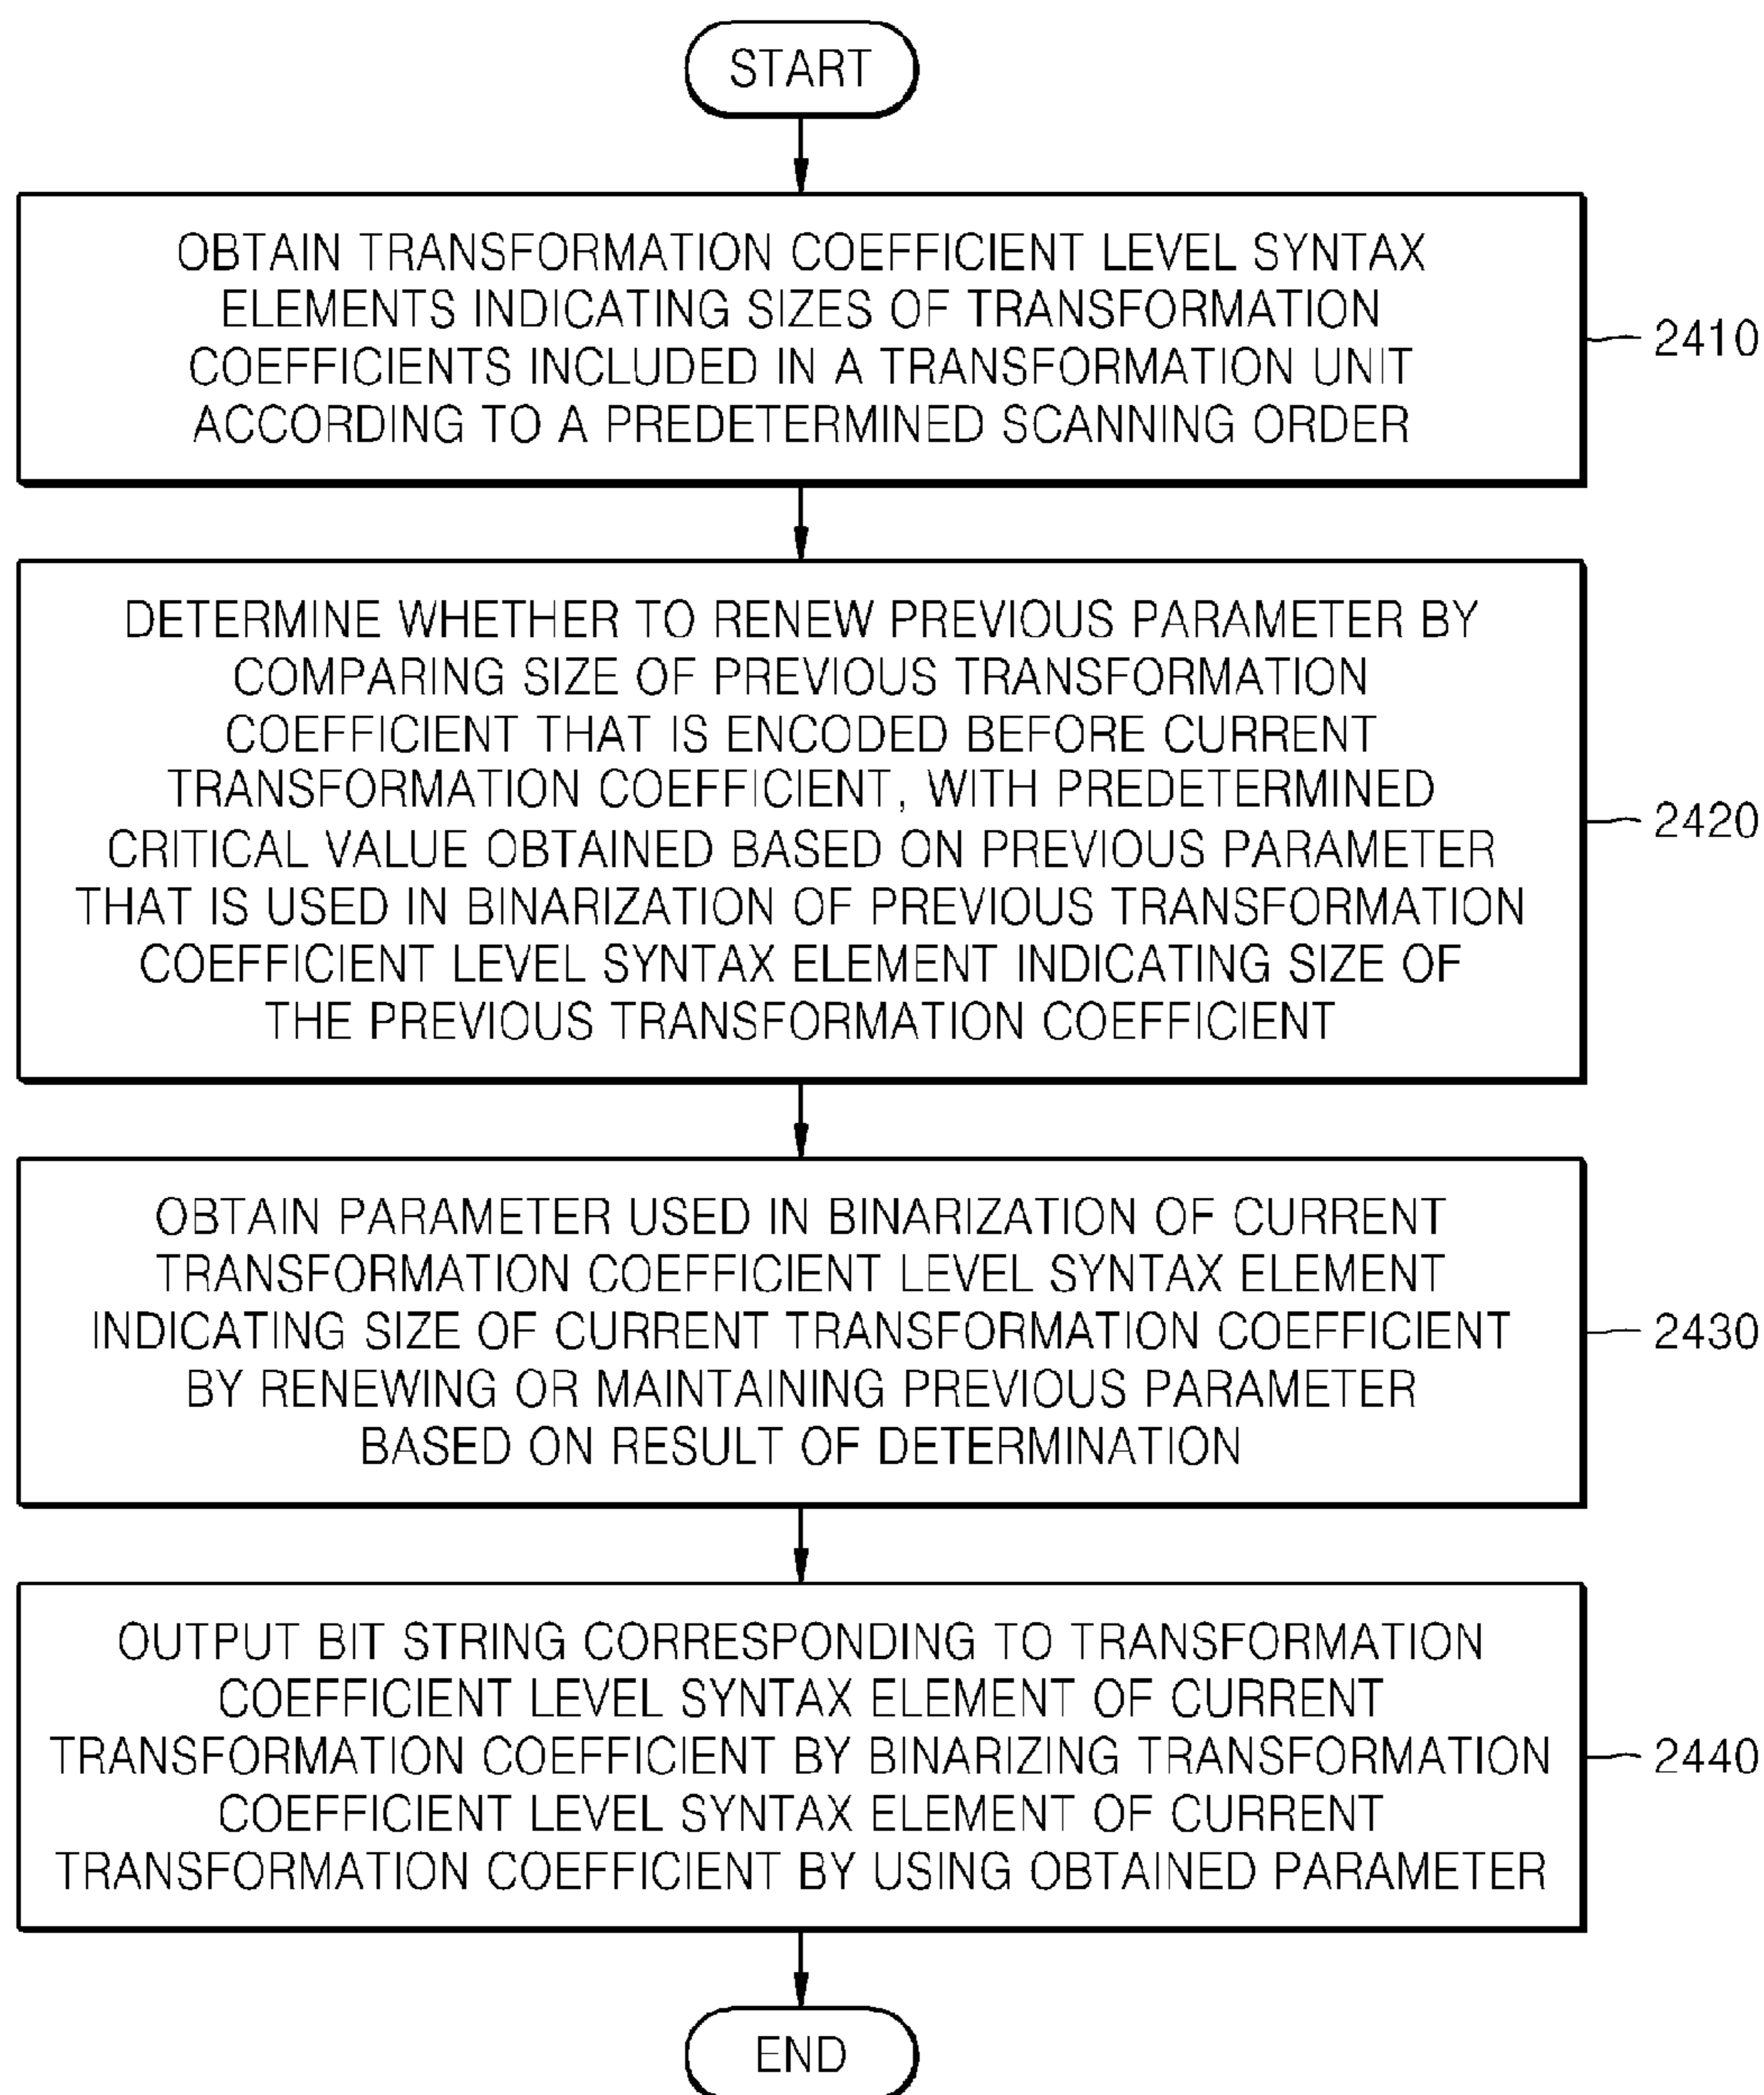 START
OBTAIN TRANSFORMATION COEFFICIENT LEVEL SYNTAX
ELEMENTS INDICATING SIZES OF TRANSFORMATION
COEFFICIENTS INCLUDED IN A TRANSFORMATION UNIT
ACCORDING TO A PREDETERMINED SCANNING ORDER
2410
DETERMINE WHETHER TO RENEW PREVIOUS PARAMETER BY
COMPARING SIZE OF PREVIOUS TRANSFORMATION
COEFFICIENT THAT IS ENCODED BEFORE CURRENT
TRANSFORMATION COEFFICIENT, WITH PREDETERMINED
CRITICAL VALUE OBTAINED BASED ON PREVIOUS PARAMETER
THAT IS USED IN BINARIZATION OF PREVIOUS TRANSFORMATION
COEFFICIENT LEVEL SYNTAX ELEMENT INDICATING SIZE OF
THE PREVIOUS TRANSFORMATION COEFFICIENT
2420
OBTAIN PARAMETER USED IN BINARIZATION OF CURRENT
TRANSFORMATION COEFFICIENT LEVEL SYNTAX ELEMENT
INDICATING SIZE OF CURRENT TRANSFORMATION COEFFICIENT
BY RENEWING OR MAINTAINING PREVIOUS PARAMETER
BASED ON RESULT OF DETERMINATION
2430
OUTPUT BIT STRING CORRESPONDING TO TRANSFORMATION
COEFFICIENT LEVEL SYNTAX ELEMENT OF CURRENT
TRANSFORMATION COEFFICIENT BY BINARIZING TRANSFORMATION
COEFFICIENT LEVEL SYNTAX ELEMENT OF CURRENT
TRANSFORMATION COEFFICIENT BY USING OBTAINED PARAMETER
2440
END